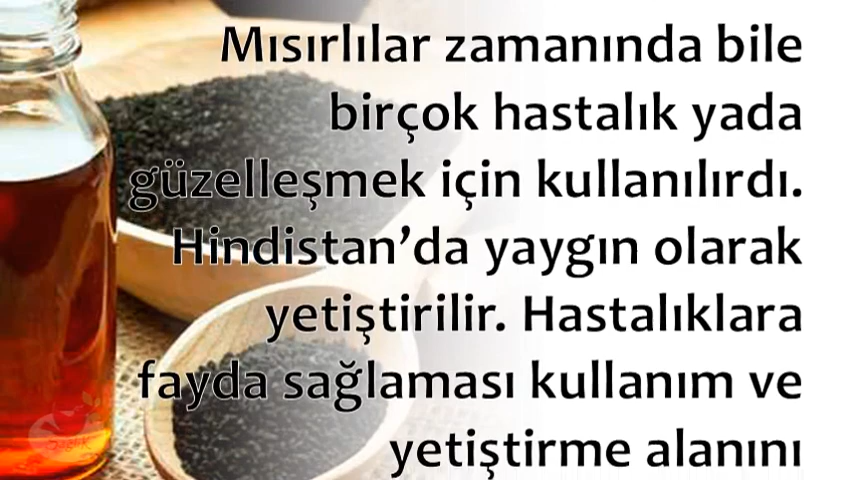 Mısırlılar zamanında bile
birçok hastalık yada
güzelleşmek için kullanılırdı.
Hindistan’da yaygın olarak
yetiştirilir. Hastalıklara
fayda sağlaması kullanım ve
yetiştirme alanını